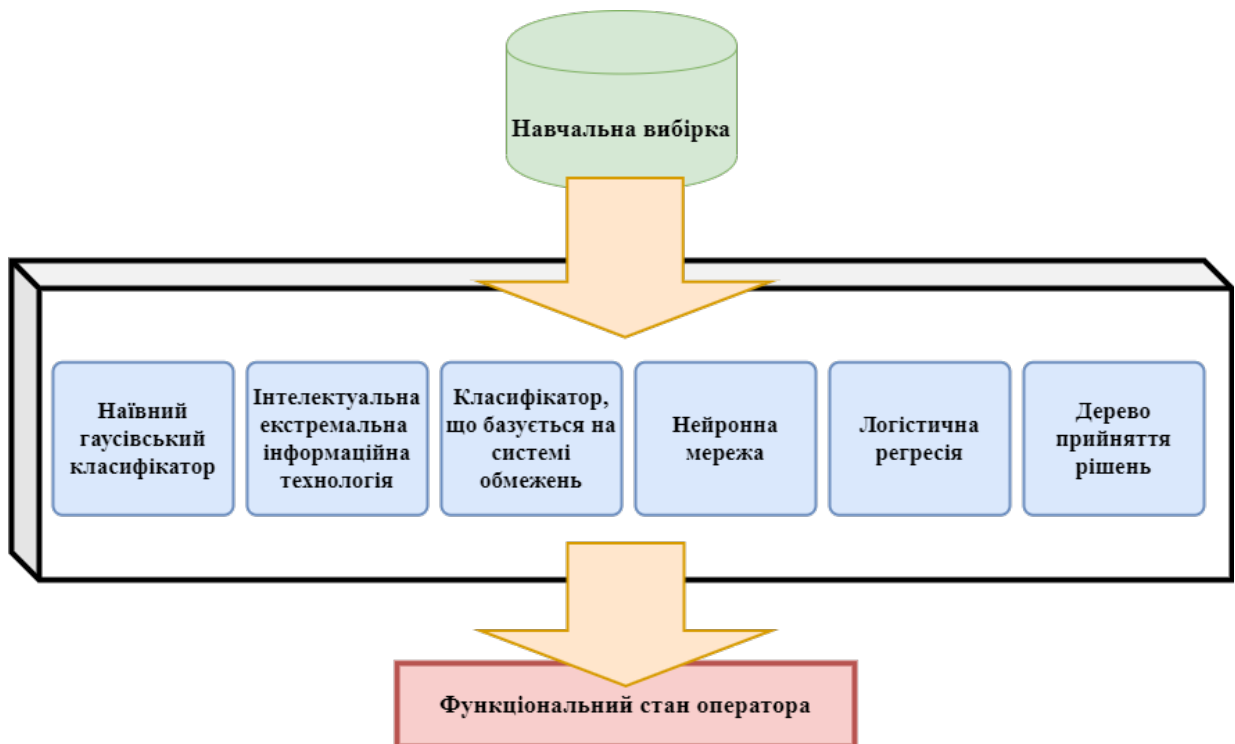 Навчальна вибірка
Наївний
гаусівський
класифікатор
Інтелектуальна
екстремальна
інформаційна
технологія
Класифікатор,
що базується на
системі
обмежень
Нейронна
мережа
Логістична
регресія
Дерево
прийняття
рішень
Функціональний стан оператора